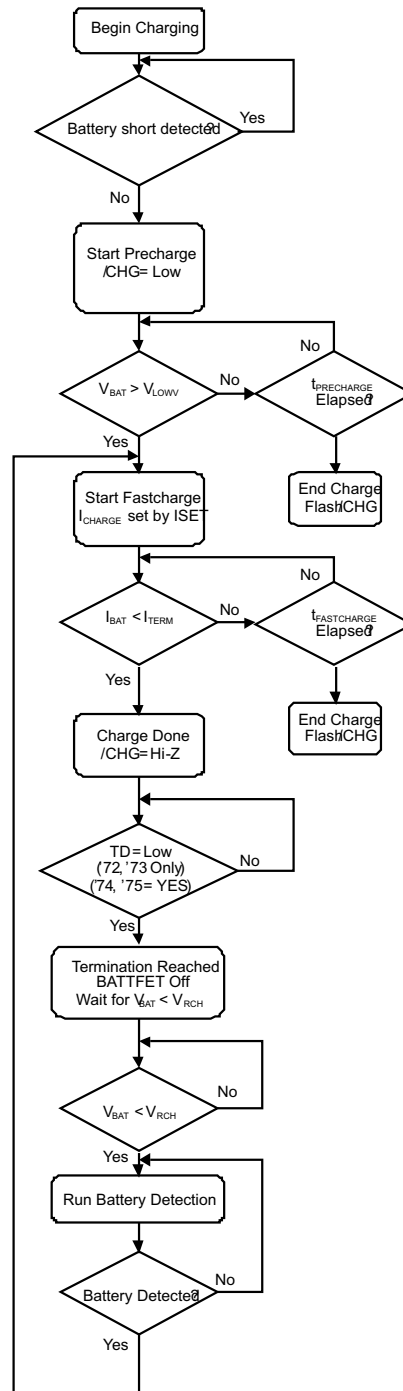 Begin Charging
Battery short detected?
Yes
No
Start Precharge
/CHG= Low
No
V_BAT > V_LOWV
No
t_PRECHARGE
Elapsed?
Yes
End Charge
Flash /CHG
Start Fastcharge
I_CHARGE set by ISET
No
I_BAT < I_TERM
No
t_FASTCHARGE
Elapsed?
Yes
Charge Done
/CHG=Hi-Z
End Charge
Flash /CHG
TD=Low
('72, '73 Only)
('74, '75= YES)
No
Yes
Termination Reached
BATTFET Off
Wait for V_BAT < V_RCH
V_BAT < V_RCH
No
Yes
Run Battery Detection
Battery Detected?
No
Yes